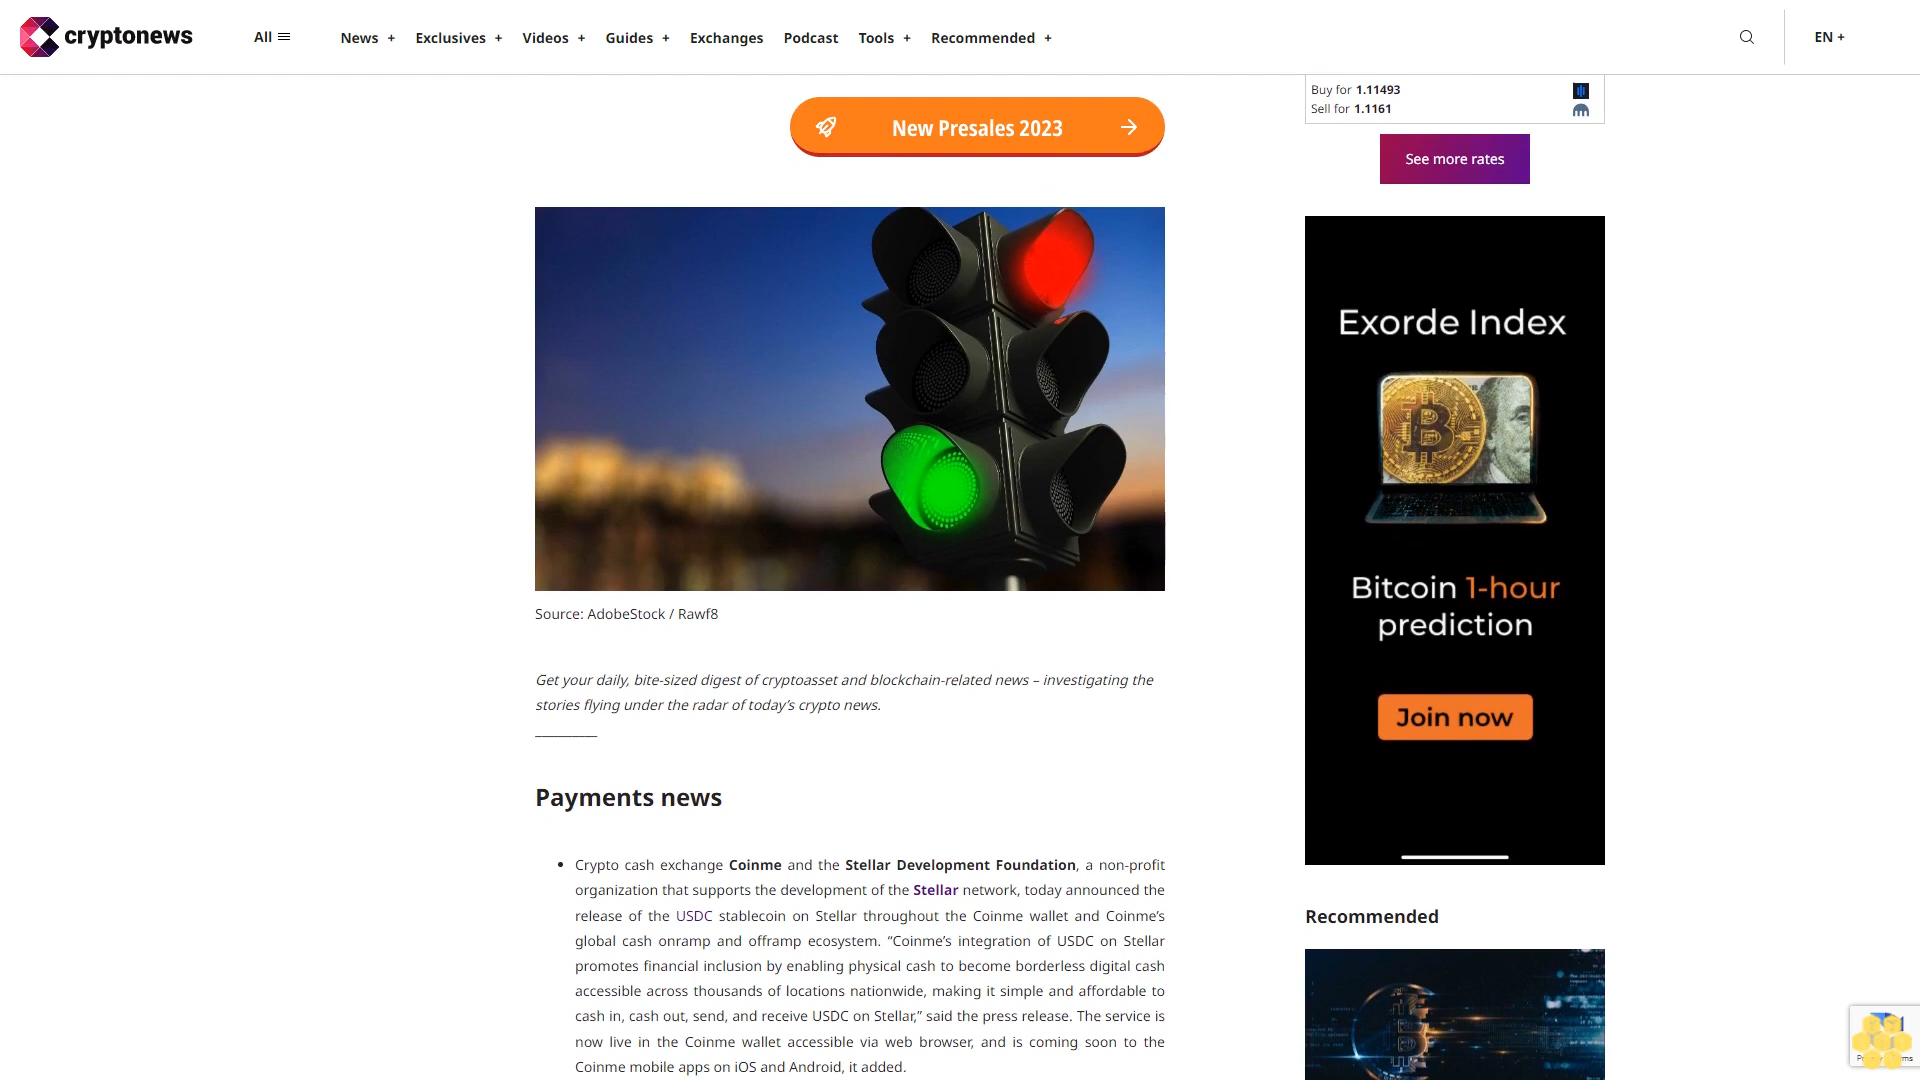 cryptonews
All
News +
Exclusives +
Videos +
Guides +
Exchanges
Podcast
Tools +
Recommended +
EN +
New Presales 2023
Source: AdobeStock / Rawf8
Get your daily, bite-sized digest of cryptoasset and blockchain-related news – investigating the
stories flying under the radar of today’s crypto news.
__________
Payments news
• Crypto cash exchange Coinme and the Stellar Development Foundation, a non-profit
organization that supports the development of the Stellar network, today announced the
release of the USDC stablecoin on Stellar throughout the Coinme wallet and Coinme’s
global cash onramp and offramp ecosystem. “Coinme’s integration of USDC on Stellar
promotes financial inclusion by enabling physical cash to become borderless digital cash
accessible across thousands of locations nationwide, making it simple and affordable to
cash in, cash out, send, and receive USDC on Stellar,” said the press release. The service is
now live in the Coinme wallet accessible via web browser, and is coming soon to the
Coinme mobile apps on iOS and Android, it added.
Buy for 1.11493
Sell for 1.1161
See more rates
Exorde Index
Bitcoin 1-hour
prediction
Join now
Recommended